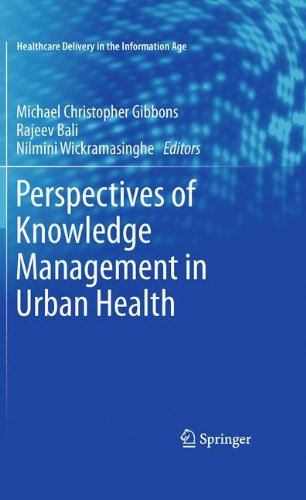 Healthcare Delivery in the Information Age
Michael Christopher Gibbons
Rajeev Bali
Nilmini Wickramasinghe Editors
Perspectives of
Knowledge
Management in
Urban Health
Springer